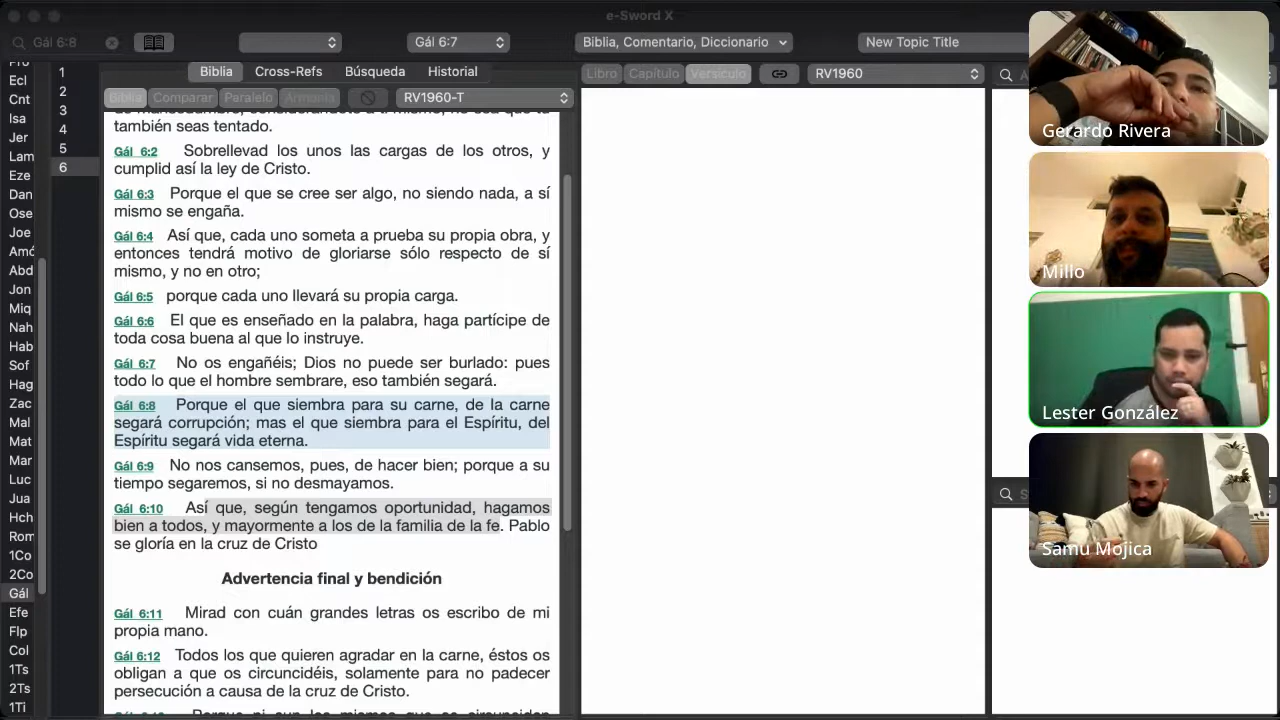 e-Sword X
Gál 6:8
Gál 6:7
Biblia, Comentario, Diccionario
New Topic Title
Biblia
Cross-Refs
Búsqueda
Historial
Libro
Capítulo
Versículo
RV1960
Biblia
Comparar
Paralelo
Armonía
RV1960-T
Ecl
Cnt
Isa
Jer
Lam
Eze
Dan
Ose
Joe
Amó
Abd
Jon
Miq
Nah
Hab
Sof
Hag
Zac
Mal
Mat
Mar
Luc
Jua
Hch
Rom
1Co
2Co
Gál
Efe
Flp
Col
1Ts
2Ts
1Ti
1
2
3
4
5
6
también seas tentado.
Gál 6:2 Sobrellevad los unos las cargas de los otros, y
cumplid así la ley de Cristo.
Gál 6:3 Porque el que se cree ser algo, no siendo nada, a sí
mismo se engaña.
Gál 6:4 Así que, cada uno someta a prueba su propia obra, y
entonces tendrá motivo de gloriarse sólo respecto de sí
mismo, y no en otro;
Gál 6:5 porque cada uno llevará su propia carga.
Gál 6:6 El que es enseñado en la palabra, haga partícipe de
toda cosa buena al que lo instruye.
Gál 6:7 No os engañéis; Dios no puede ser burlado: pues
todo lo que el hombre sembrare, eso también segará.
Gál 6:8 Porque el que siembra para su carne, de la carne
segará corrupción; mas el que siembra para el Espíritu, del
Espíritu segará vida eterna.
Gál 6:9 No nos cansemos, pues, de hacer bien; porque a su
tiempo segaremos, si no desmayamos.
Gál 6:10 Así que, según tengamos oportunidad, hagamos
bien a todos, y mayormente a los de la familia de la fe. Pablo
se gloría en la cruz de Cristo
Advertencia final y bendición
Gál 6:11 Mirad con cuán grandes letras os escribo de mi
propia mano.
Gál 6:12 Todos los que quieren agradar en la carne, éstos os
obligan a que os circuncidéis, solamente para no padecer
persecución a causa de la cruz de Cristo.
Gerardo Rivera
Millo
Lester González
Samu Mojica